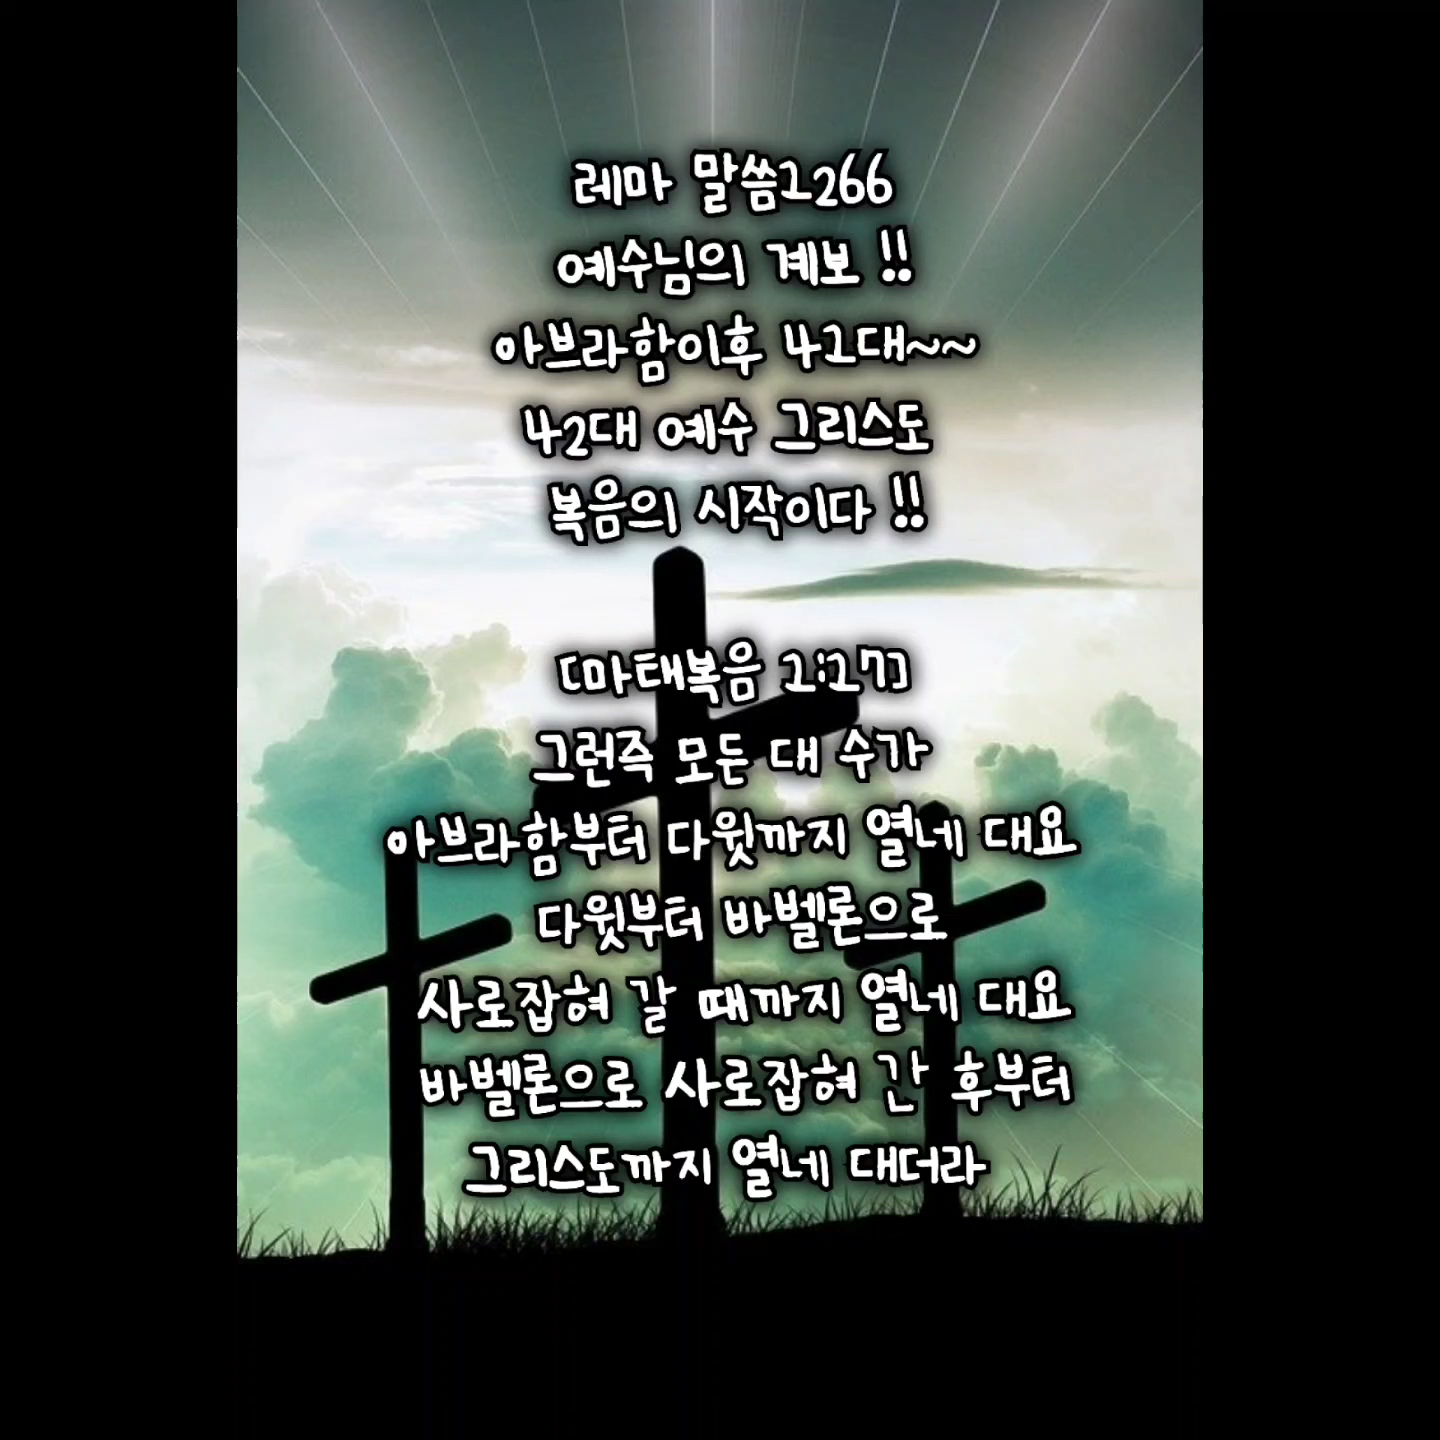 레마 말씀1266
예수님의 계보 !!
아브라함이후 41대~~
42대 예수 그리스도
복음의 시작이다 !!
[마태복음 1:17]
그런즉 모든 대 수가
아브라함부터 다윗까지 열네 대요
다윗부터 바벨론으로
사로잡혀 갈 때까지 열네 대요
바벨론으로 사로잡혀 간 후부터
그리스도까지 열네 대더라